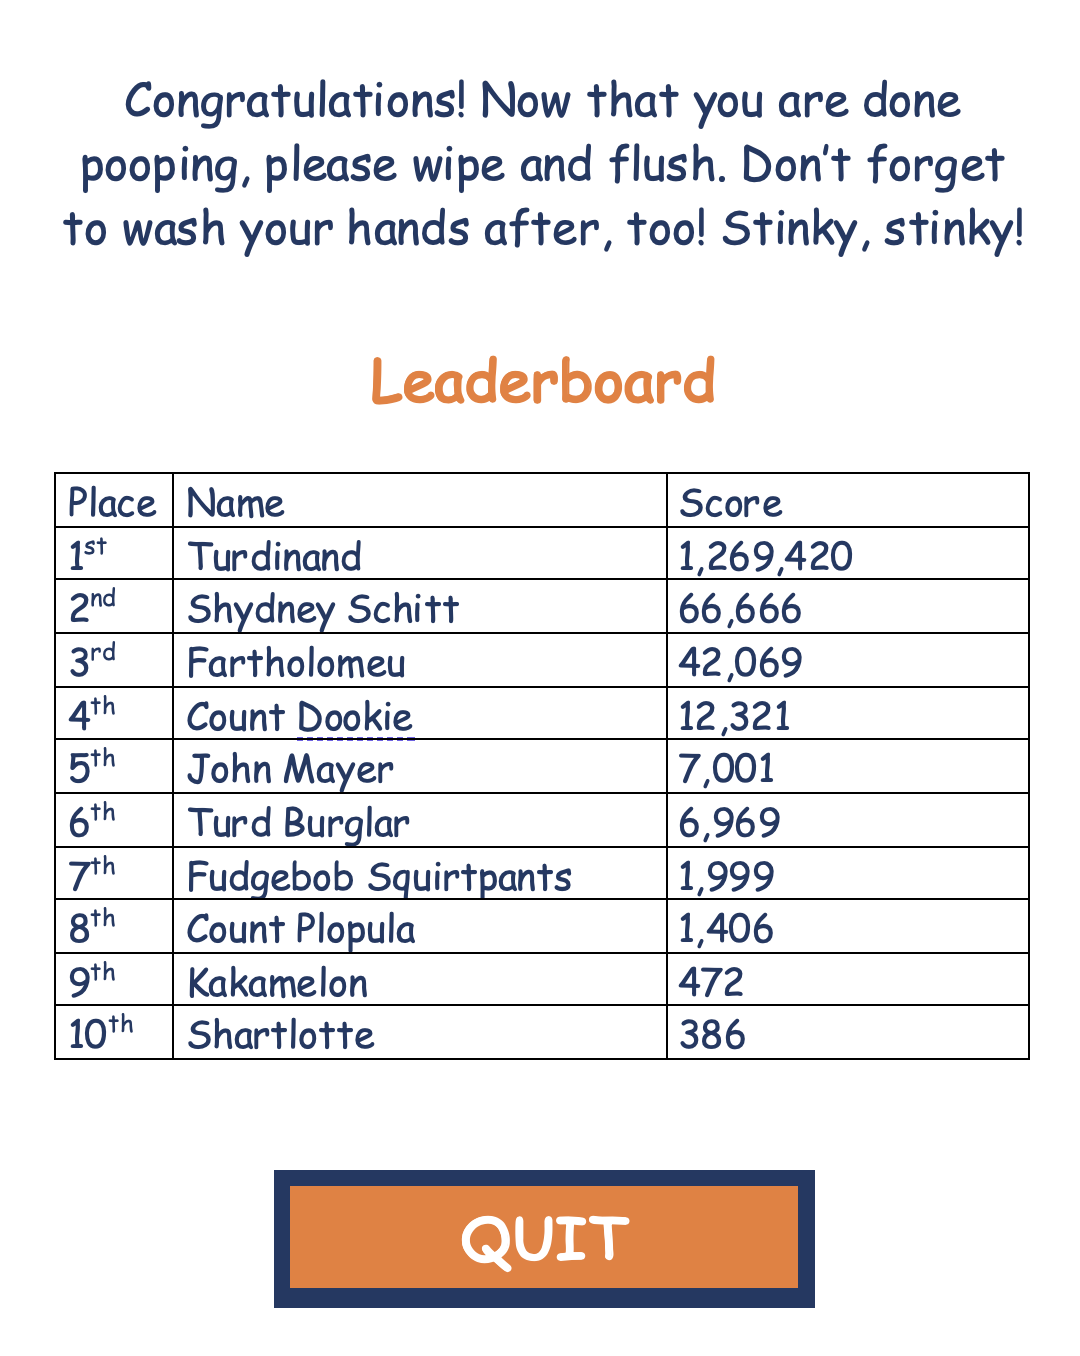 Congratulations! Now that you are done
pooping, please wipe and flush. Don’t forget
to wash your hands after, too! Stinky, stinky!
Leaderboard
Place Name Score
1st Turdinand 1,269,420
2nd Shydney Schitt 66,666
3rd Fartholomeu 42,069
4th Count Dookie 12,321
5th John Mayer 7,001
6th Turd Burglar 6,969
7th Fudgebob Squirtpants 1,999
8th Count Plopula 1,406
9th Kakamelon 472
10th Shartlotte 386
QUIT